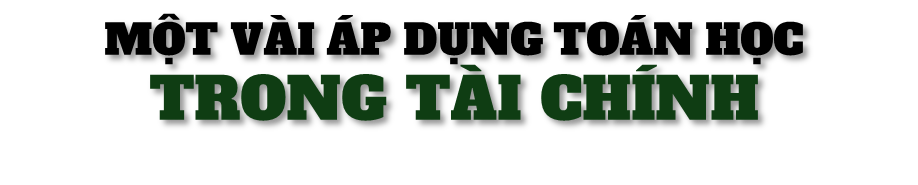 MỘT VÀI ÁP DỤNG TOÁN HỌC
TRONG TÀI CHÍNH